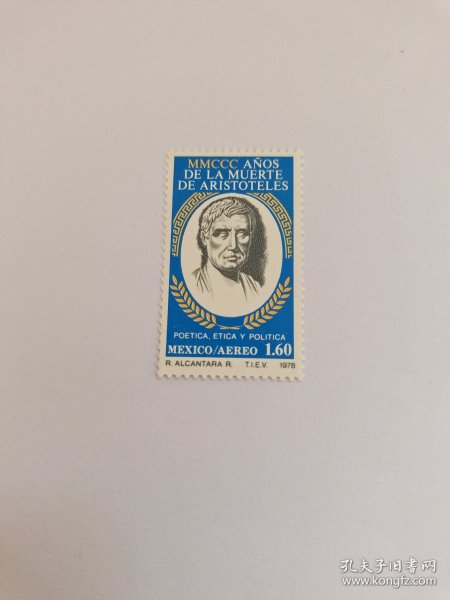 MMCCC AÑOS
DE LA MUERTE
DE ARISTOTELES
POETICA, ETICA Y POLITICA
MEXICO/AEREO 1.60
R. ALCANTARA R. T.I.E.V. 1978
孔夫子旧书网
www.kongfz.com